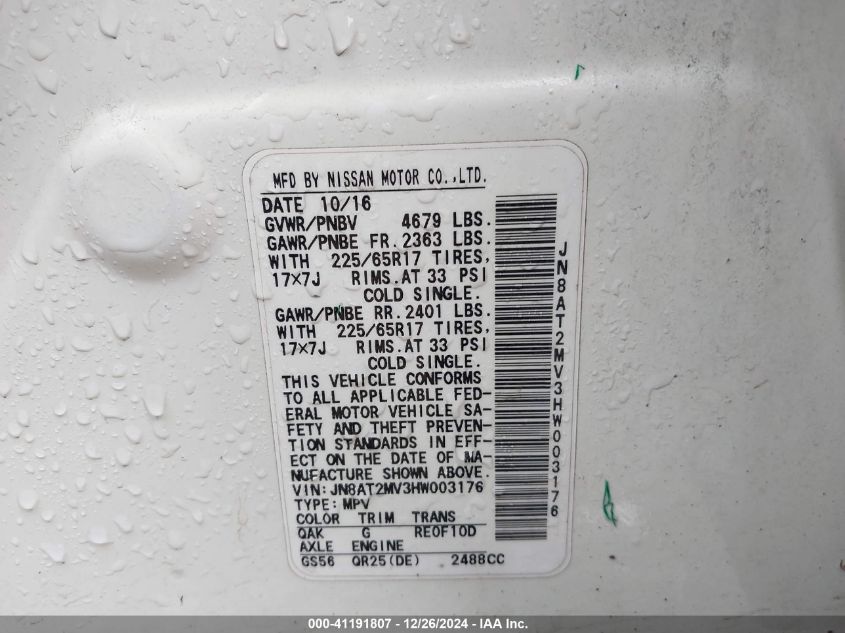 MFD BY NISSAN MOTOR CO.,LTD.
DATE 10/16
GVWR/PNBV 4679 LBS.
GAWR/PNBE FR. 2363 LBS.
WITH 225/65R17 TIRES,
17×7J RIMS. AT 33 PSI
COLD SINGLE.
GAWR/PNBE RR. 2401 LBS.
WITH 225/65R17 TIRES,
17×7J RIMS. AT 33 PSI
COLD SINGLE.
THIS VEHICLE CONFORMS
TO ALL APPLICABLE FED-
ERAL MOTOR VEHICLE SA-
FETY AND THEFT PREVEN-
TION STANDARDS IN EFF-
ECT ON THE DATE OF MA-
NUFACTURE SHOWN ABOVE.
VIN: JN8AT2MV3HW003176
TYPE: MPV
COLOR TRIM TRANS
QAK G RE0F10D
AXLE ENGINE
GS56 QR25(DE) 2488CC
JN8AT2MV3HW003176
000-41191807 - 12/26/2024 - IAA Inc.